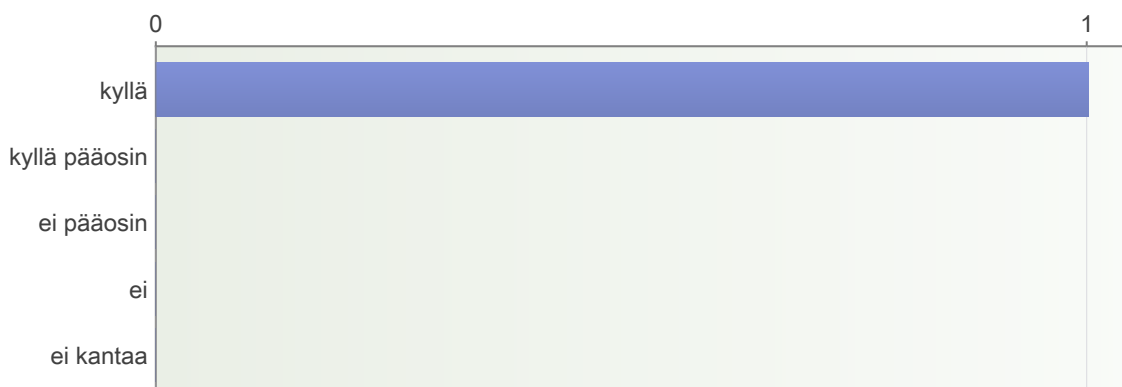 0 1
kyllä
kyllä pääosin
ei pääosin
ei
ei kantaa